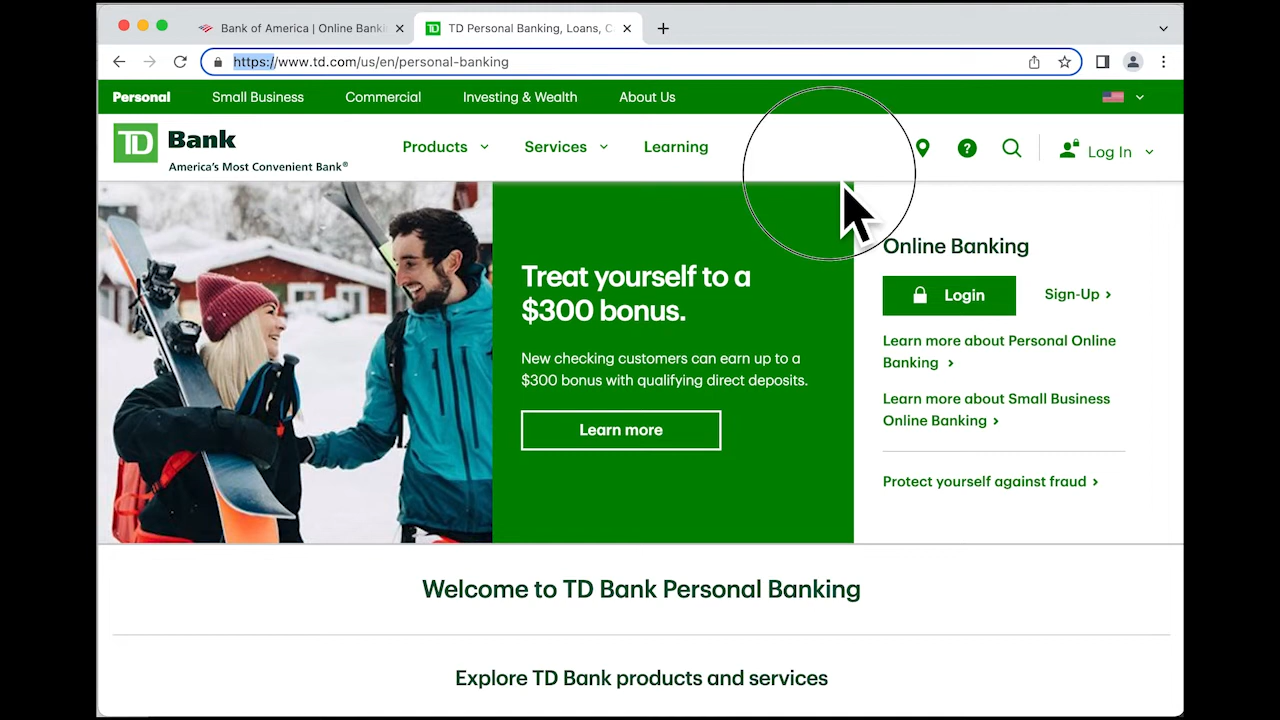 Bank of America | Online Banki
TD Personal Banking, Loans, C
https://www.td.com/us/en/personal-banking
Personal
Small Business
Commercial
Investing & Wealth
About Us
TD Bank
America's Most Convenient Bank®
Products
Services
Learning
?
Log In
Treat yourself to a
$300 bonus.
New checking customers can earn up to a
$300 bonus with qualifying direct deposits.
Learn more
Online Banking
Login
Sign-Up >
Learn more about Personal Online
Banking >
Learn more about Small Business
Online Banking >
Protect yourself against fraud >
Welcome to TD Bank Personal Banking
Explore TD Bank products and services